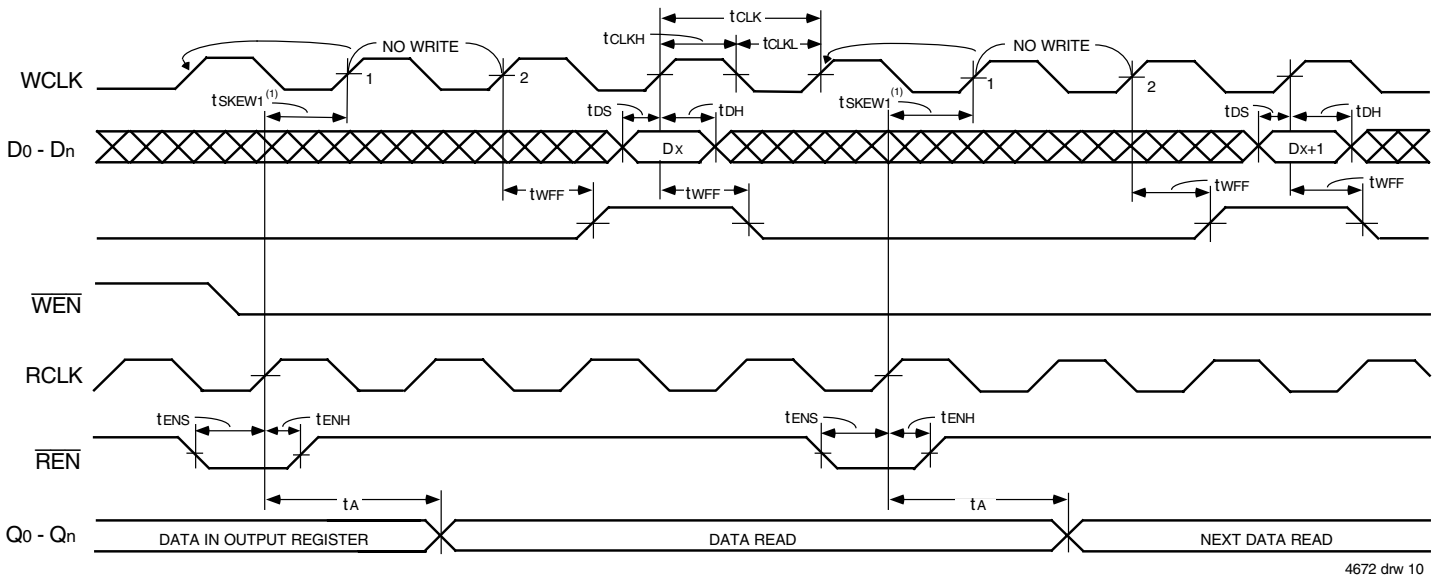 tCLK
NO WRITE
tCLKH
tCLKL
NO WRITE
WCLK
1
2
1
2
tSKEW1(1)
tDS
tDH
tSKEW1(1)
tDS
tDH
D0 - Dn
DX
DX+1
tWFF
tWFF
tWFF
tWFF
WEN
RCLK
tENS
tENH
tENS
tENH
REN
tA
tA
Q0 - Qn
DATA IN OUTPUT REGISTER
DATA READ
NEXT DATA READ
4672 drw 10